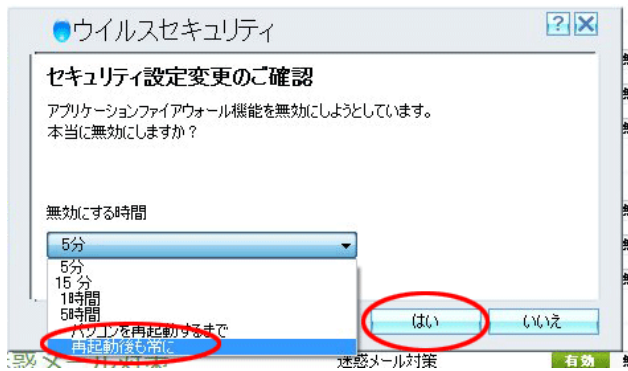 ウイルスセキュリティ
?
セキュリティ設定変更のご確認
アプリケーションファイアウォール機能を無効にしようとしています。
本当に無効にしますか？
無効にする時間
5分
5分
15 分
1時間
5時間
パソコンを再起動するまで
再起動後も常に
はい
いいえ
迷惑メール対策
有効